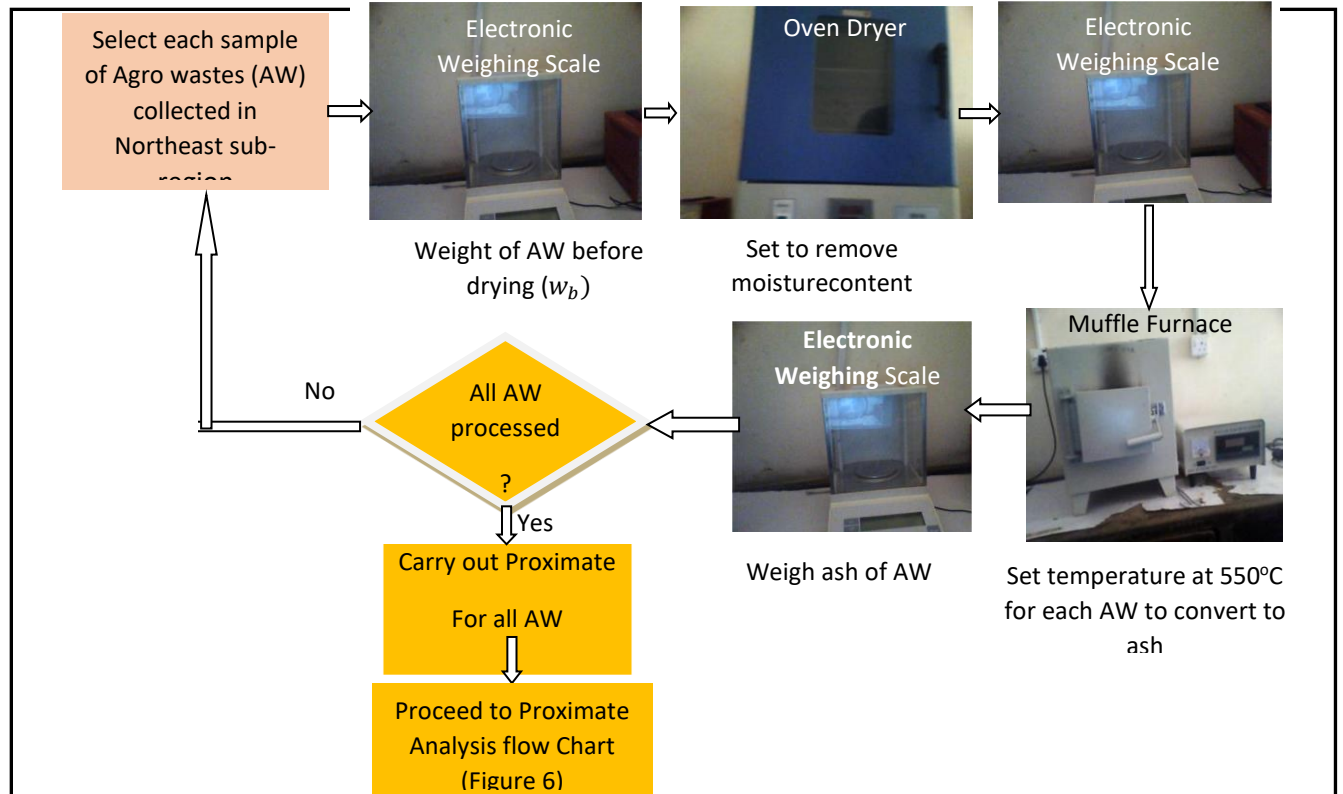 Select each sample
of Agro wastes (AW)
collected in
Northeast sub-
region
Electronic
Weighing Scale
Weight of AW before
drying (w_b)
Oven Dryer
Set to remove
moisturecontent
Electronic
Weighing Scale
Muffle Furnace
Set temperature at 550°C
for each AW to convert to
ash
Electronic
Weighing Scale
Weigh ash of AW
All AW
processed
?
No
Yes
Carry out Proximate
For all AW
Proceed to Proximate
Analysis flow Chart
(Figure 6)